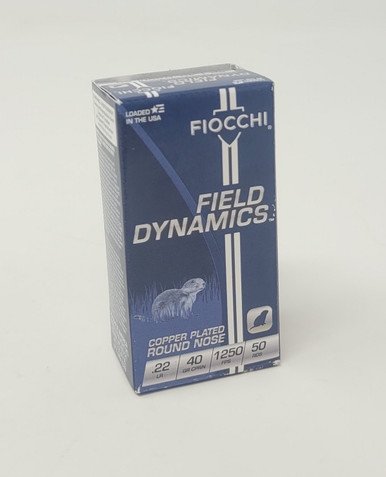 LOADED
IN THE USA
FIOCCHI®
FIELD
DYNAMICS
COPPER PLATED
ROUND NOSE
22 40 1250 50
LR GR CPRN FPS RDS